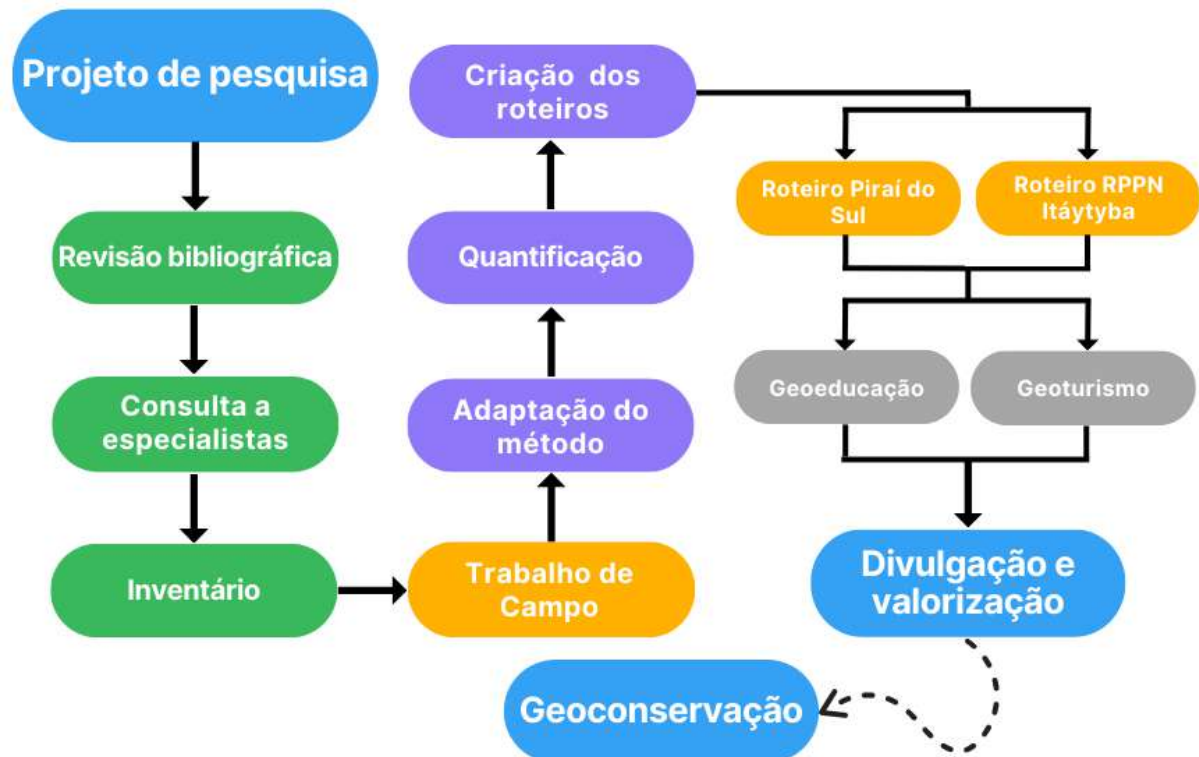 Projeto de pesquisa
Revisão bibliográfica
Consulta a
especialistas
Inventário
Trabalho de
Campo
Adaptação do
método
Quantificação
Criação dos
roteiros
Roteiro Piraí do
Sul
Roteiro RPPN
Itáytyba
Geoeducação
Geoturismo
Divulgação e
valorização
Geoconservação